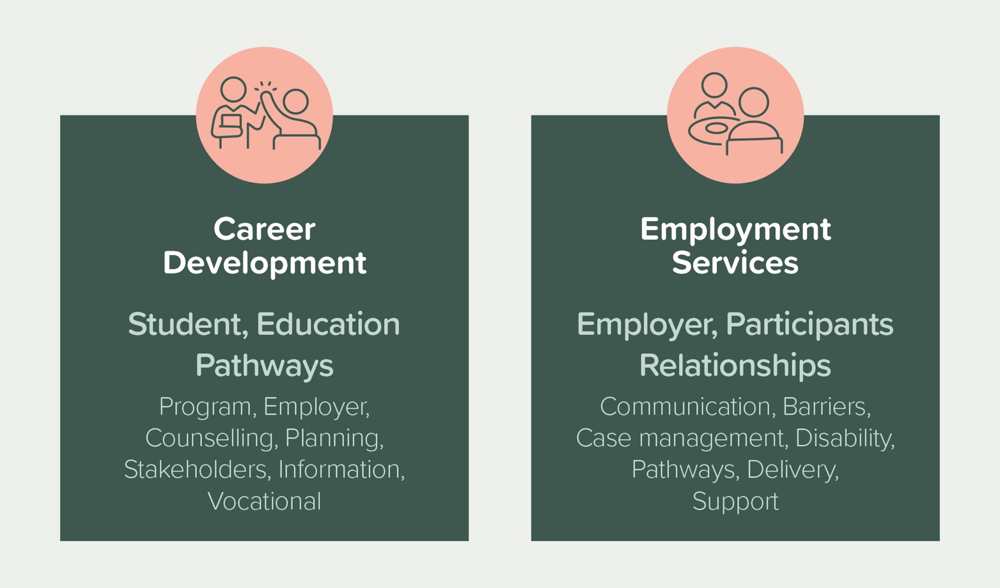 Career
Development
Student, Education
Pathways
Program, Employer,
Counselling, Planning,
Stakeholders, Information,
Vocational
Employment
Services
Employer, Participants
Relationships
Communication, Barriers,
Case management, Disability,
Pathways, Delivery,
Support